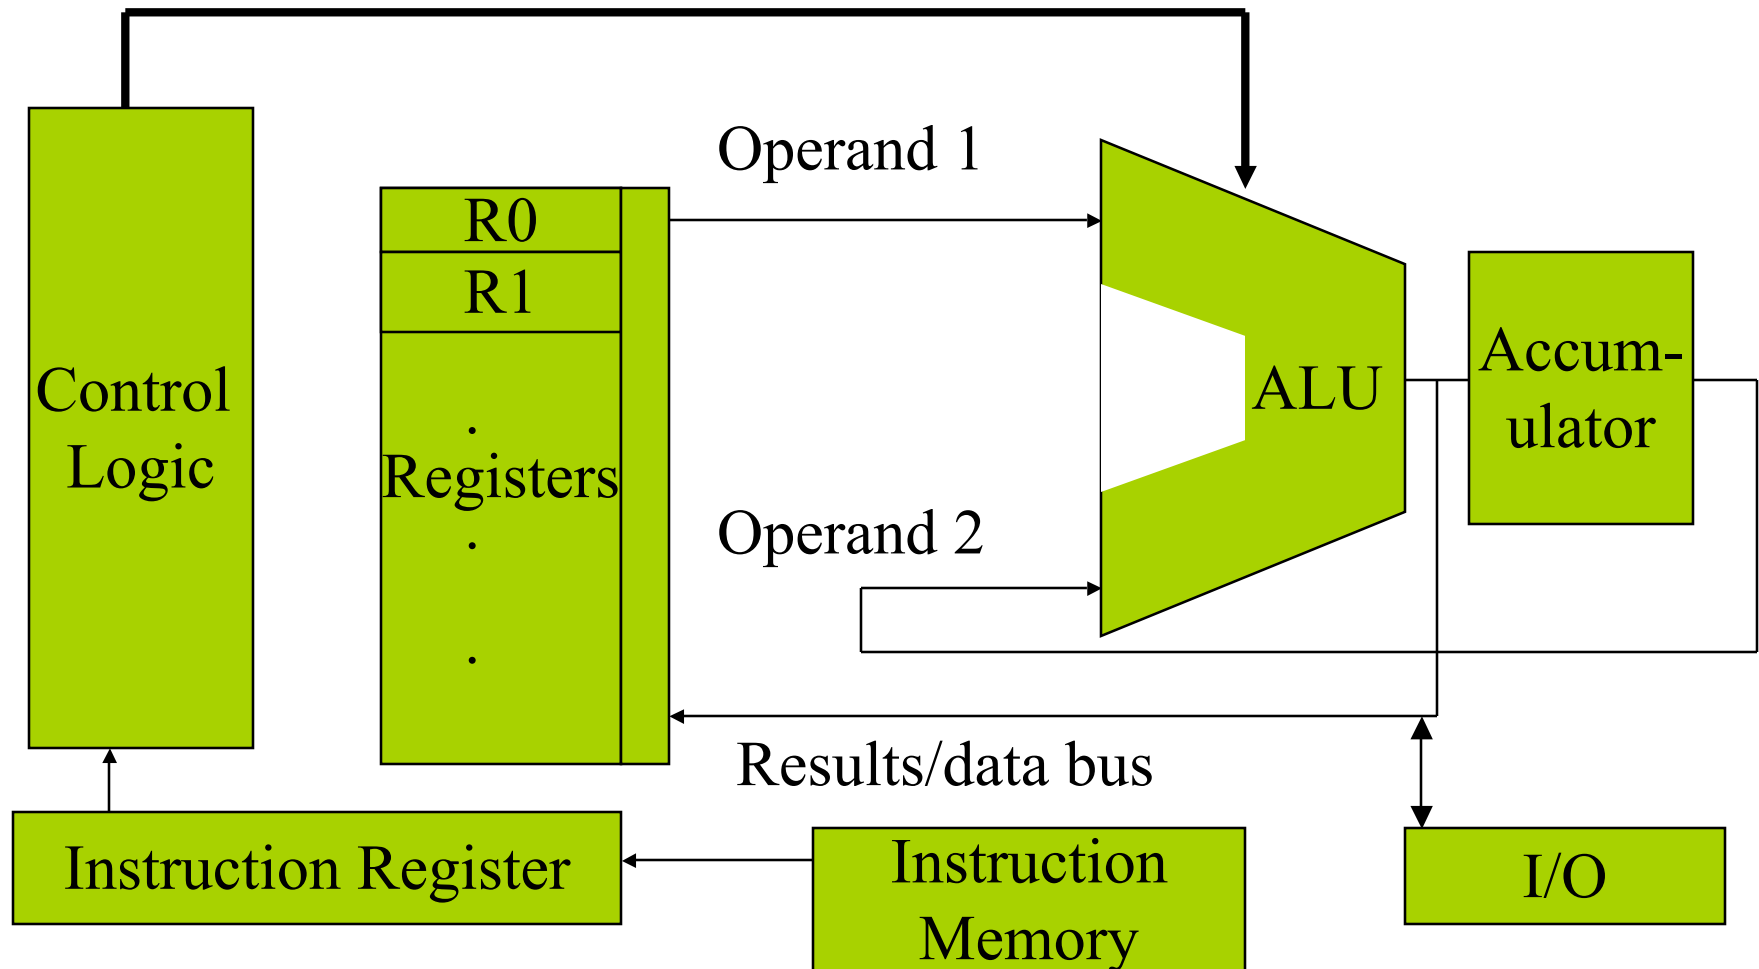 Operand 1
R0
R1
Control
Logic
.
Registers
.
.
ALU
Accum-
ulator
Operand 2
Results/data bus
Instruction Register
Instruction
Memory
I/O